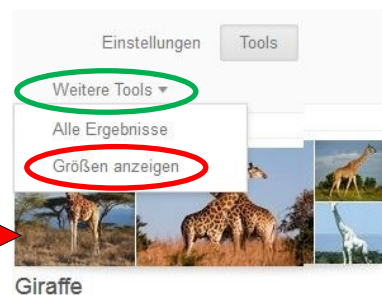 Einstellungen Tools
Weitere Tools ▾
Alle Ergebnisse
Größen anzeigen
Giraffe